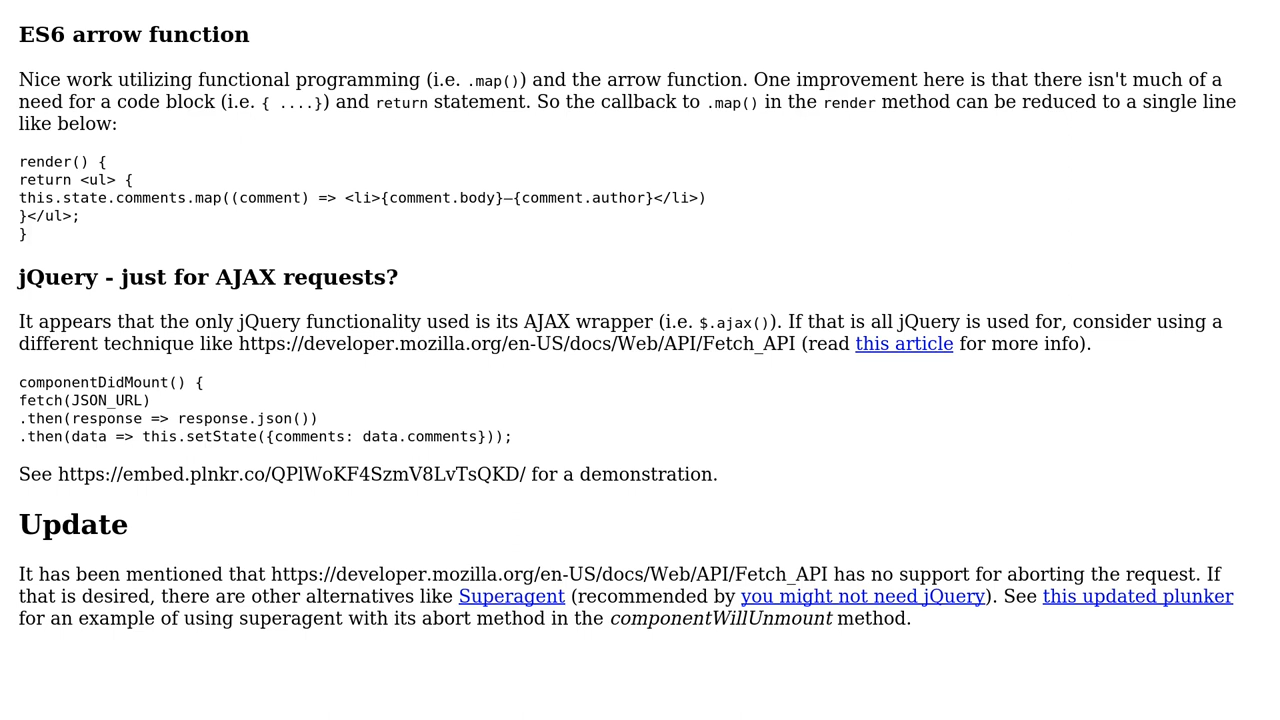 ES6 arrow function
Nice work utilizing functional programming (i.e. .map()) and the arrow function. One improvement here is that there isn't much of a
need for a code block (i.e. { ....}) and return statement. So the callback to .map() in the render method can be reduced to a single line
like below:
render() {
return <ul> {
this.state.comments.map((comment) => <li>{comment.body}—{comment.author}</li>)
}</ul>;
}
jQuery - just for AJAX requests?
It appears that the only jQuery functionality used is its AJAX wrapper (i.e. $.ajax()). If that is all jQuery is used for, consider using a
different technique like https://developer.mozilla.org/en-US/docs/Web/API/Fetch_API (read this article for more info).
componentDidMount() {
fetch(JSON_URL)
.then(response => response.json())
.then(data => this.setState({comments: data.comments}));
See https://embed.plnkr.co/QPlWoKF4SzmV8LvTsQKD/ for a demonstration.
Update
It has been mentioned that https://developer.mozilla.org/en-US/docs/Web/API/Fetch_API has no support for aborting the request. If
that is desired, there are other alternatives like Superagent (recommended by you might not need jQuery). See this updated plunker
for an example of using superagent with its abort method in the componentWillUnmount method.